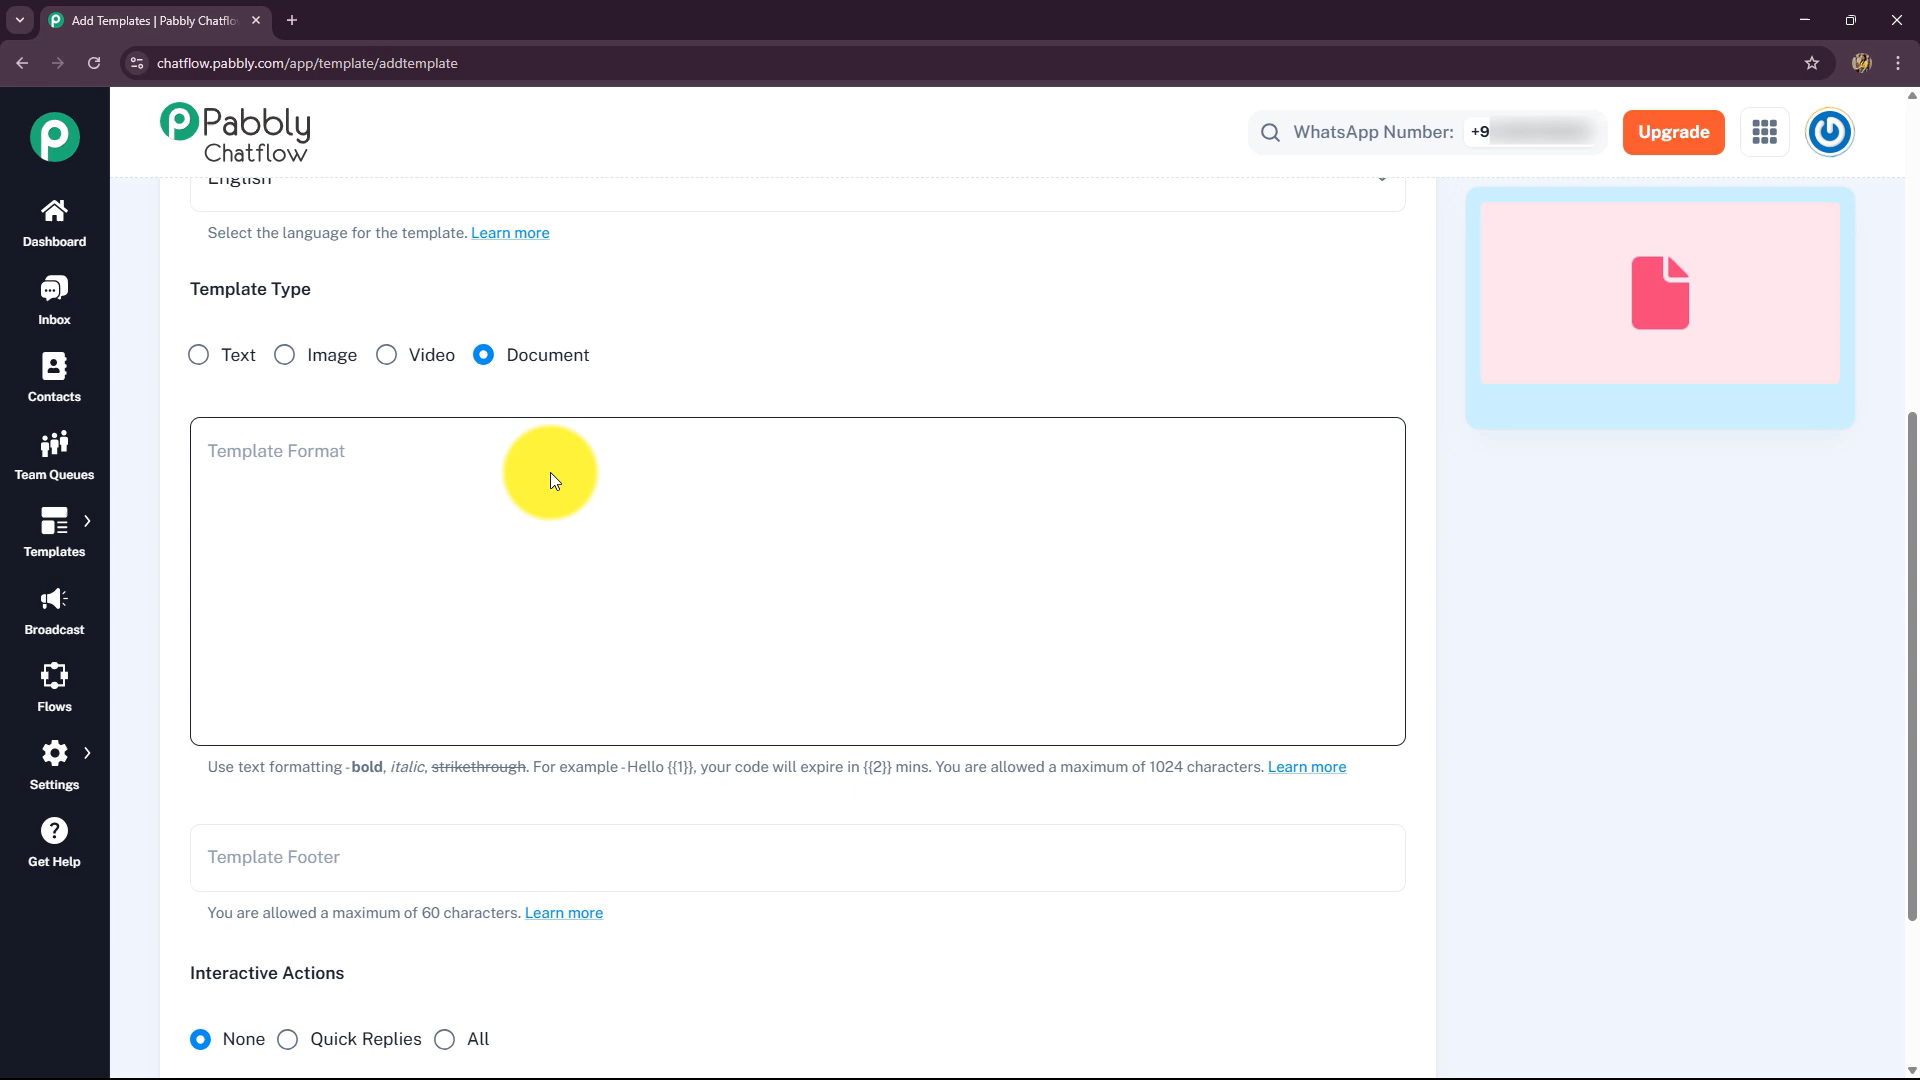 Add Templates | Pabbly Chatflo
chatflow.pabbly.com/app/template/addtemplate
Pabbly
Chatflow
WhatsApp Number: +9
Upgrade
Dashboard
Inbox
Contacts
Team Queues
Templates
Broadcast
Flows
Settings
Get Help
English
Select the language for the template. Learn more
Template Type
Text Image Video Document
Template Format
Use text formatting - bold, italic, strikethrough. For example - Hello {{1}}, your code will expire in {{2}} mins. You are allowed a maximum of 1024 characters. Learn more
Template Footer
You are allowed a maximum of 60 characters. Learn more
Interactive Actions
None Quick Replies All